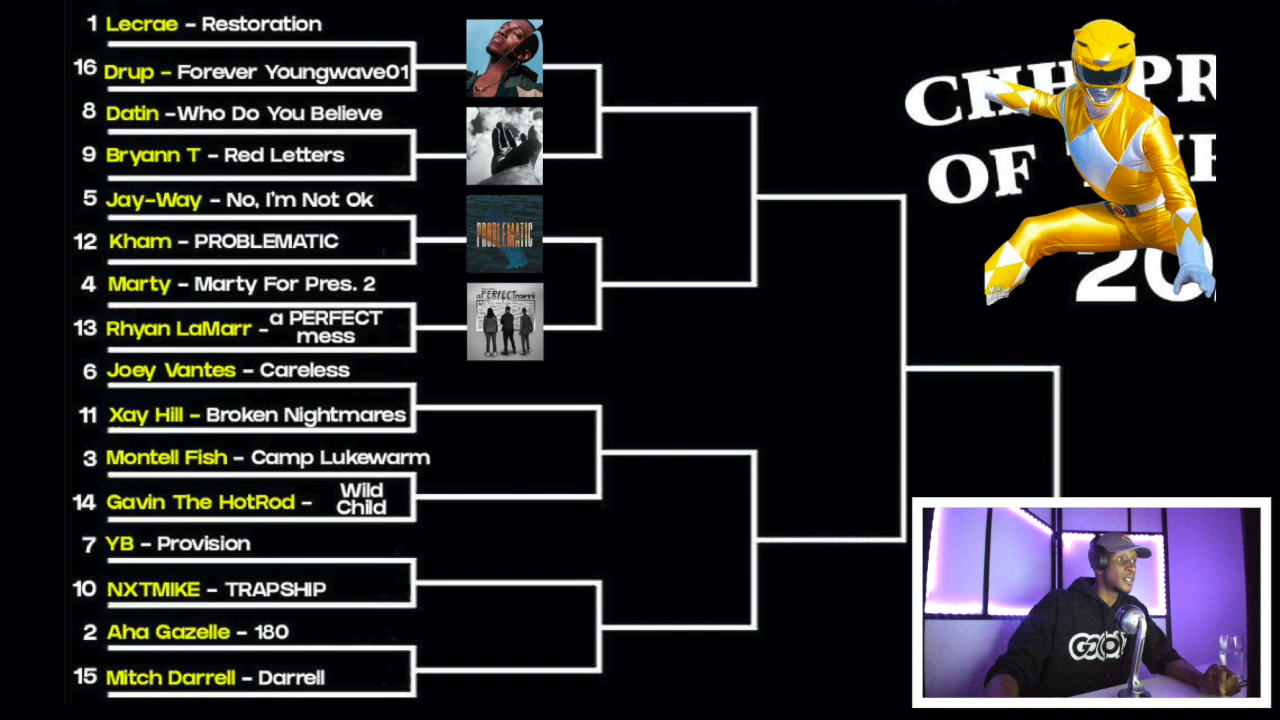 1 Lecrae – Restoration
16 Drup – Forever Youngwave01
8 Datin –Who Do You Believe
9 Bryann T – Red Letters
5 Jay–Way – No, I'm Not Ok
12 Kham – PROBLEMATIC
4 Marty – Marty For Pres. 2
13 Rhyan LaMarr – a PERFECT
mess
6 Joey Vantes – Careless
11 Xay Hill – Broken Nightmares
3 Montell Fish – Camp Lukewarm
14 Gavin The HotRod – Wild
Child
7 YB – Provision
10 NXTMIKE – TRAPSHIP
2 Aha Gazelle – 180
15 Mitch Darrell – Darrell
PROBLEMATIC
a PERFECT mess
OF
20